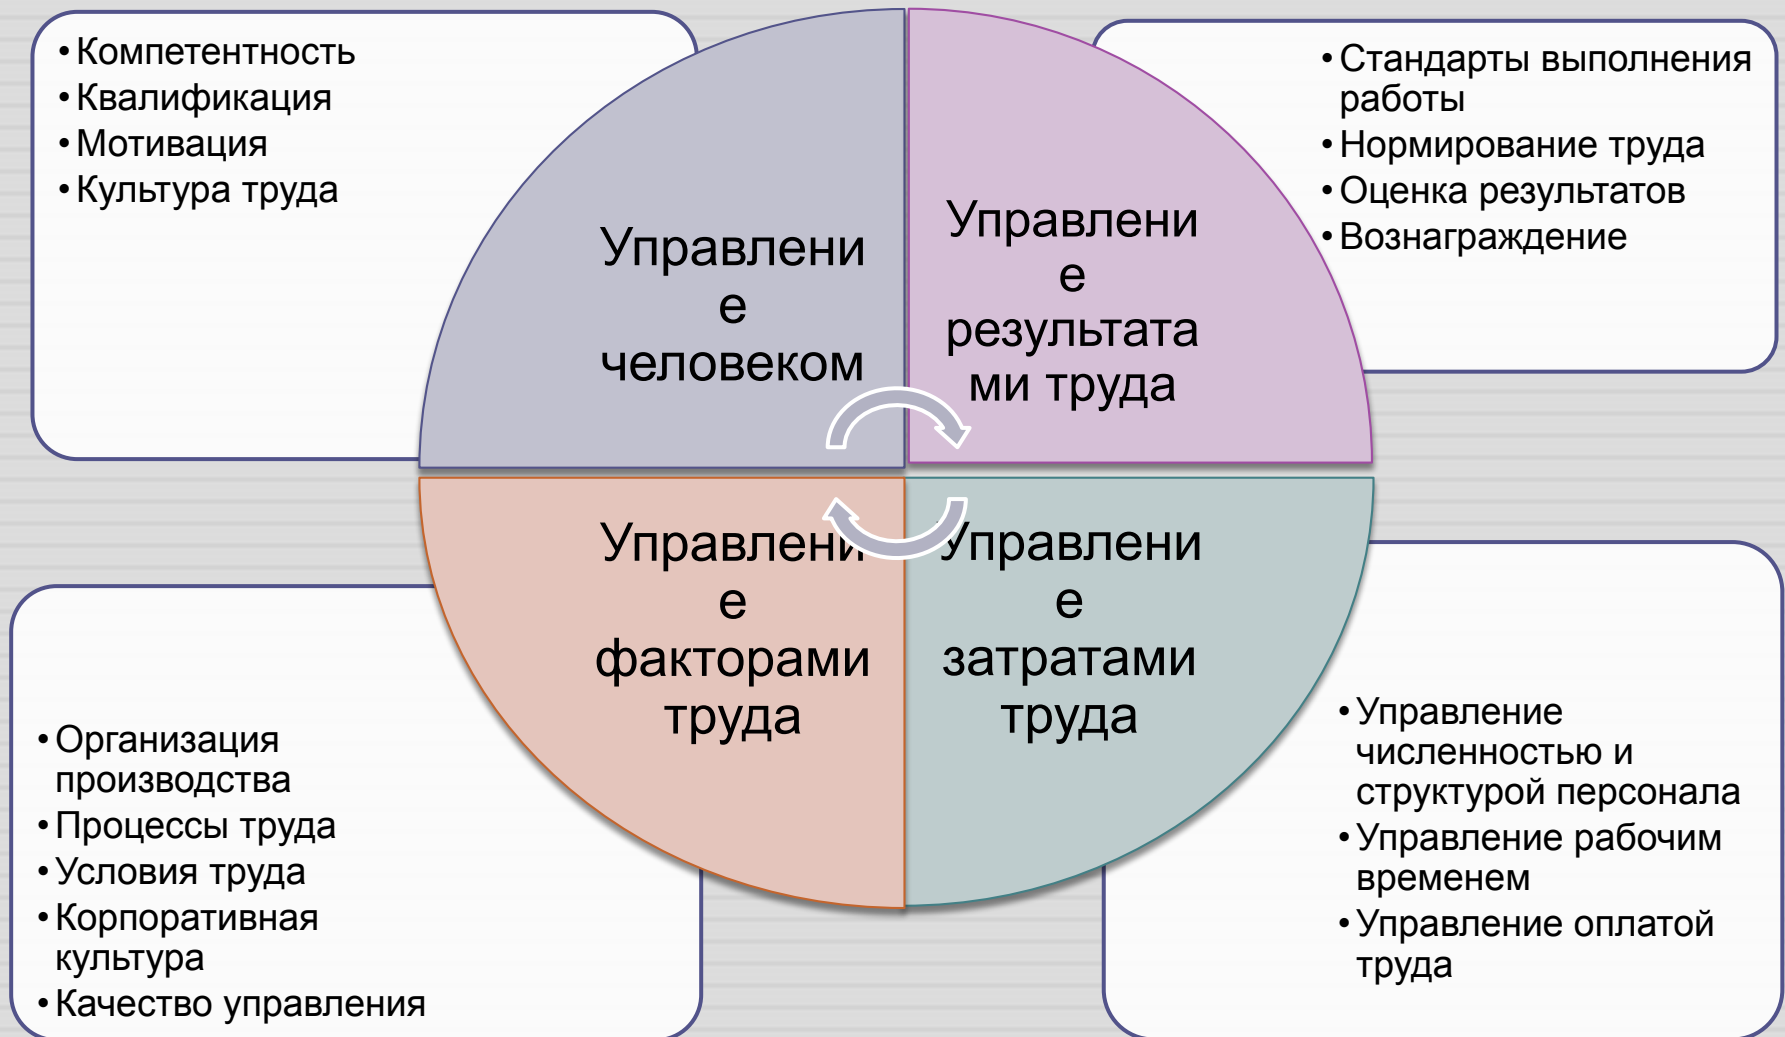 • Компетентность
• Квалификация
• Мотивация
• Культура труда
Управлени
е
человеком
Управлени
е
результата
ми труда
• Стандарты выполнения
работы
• Нормирование труда
• Оценка результатов
• Вознаграждение
• Организация
производства
• Процессы труда
• Условия труда
• Корпоративная
культура
• Качество управления
Управлени
е
факторами
труда
Управлени
е
затратами
труда
• Управление
численностью и
структурой персонала
• Управление рабочим
временем
• Управление оплатой
труда